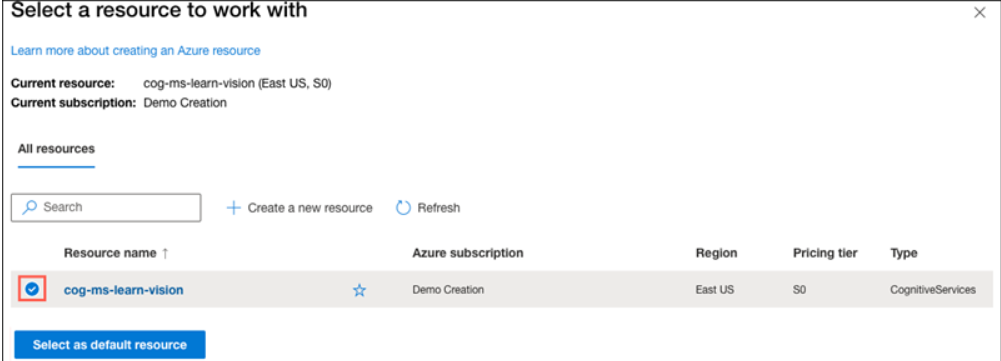 Select a resource to work with
Learn more about creating an Azure resource
Current resource: cog-ms-learn-vision (East US, S0)
Current subscription: Demo Creation
All resources
Search + Create a new resource Refresh
Resource name ↑ Azure subscription Region Pricing tier Type
cog-ms-learn-vision Demo Creation East US S0 CognitiveServices
Select as default resource